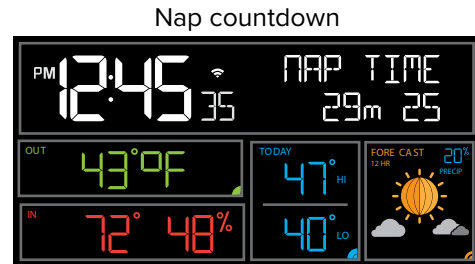 Nap countdown
PM 12:45 35
NAP TIME
29m 25
OUT
43°F
IN
72° 48%
TODAY
47° HI
40° LO
FORE CAST
12 HR
20%
PRECIP